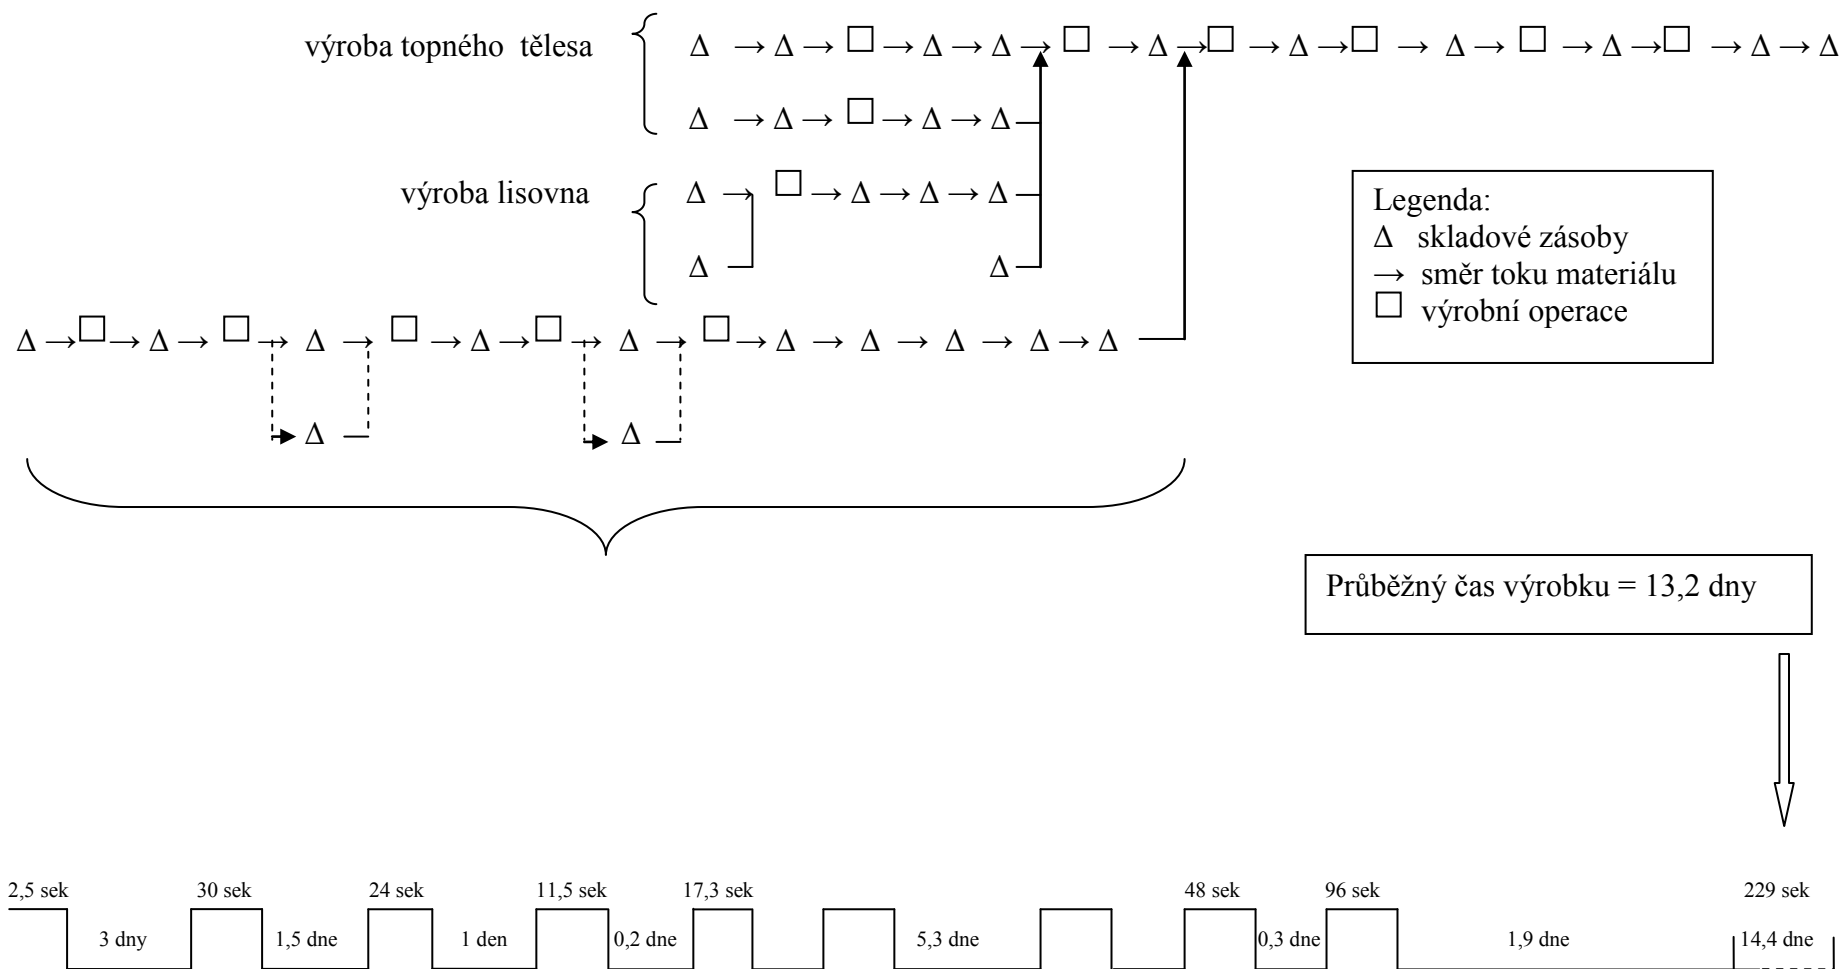 výroba topného tělesa
Δ → Δ → □ → Δ → Δ → □ → Δ → □ → Δ → □ → Δ → □ → Δ → □ → Δ → Δ
Δ → Δ → □ → Δ → Δ
výroba lisovna
Δ → □ → Δ → Δ → Δ
Δ Δ
Legenda:
Δ skladové zásoby
→ směr toku materiálu
□ výrobní operace
Δ → □ → Δ → □ → Δ → □ → Δ → □ → Δ → □ → Δ → Δ → Δ → Δ → Δ
Δ Δ
Průběžný čas výrobku = 13,2 dny
2,5 sek 30 sek 24 sek 11,5 sek 17,3 sek 48 sek 96 sek 229 sek
3 dny 1,5 dne 1 den 0,2 dne 5,3 dne 0,3 dne 1,9 dne 14,4 dne